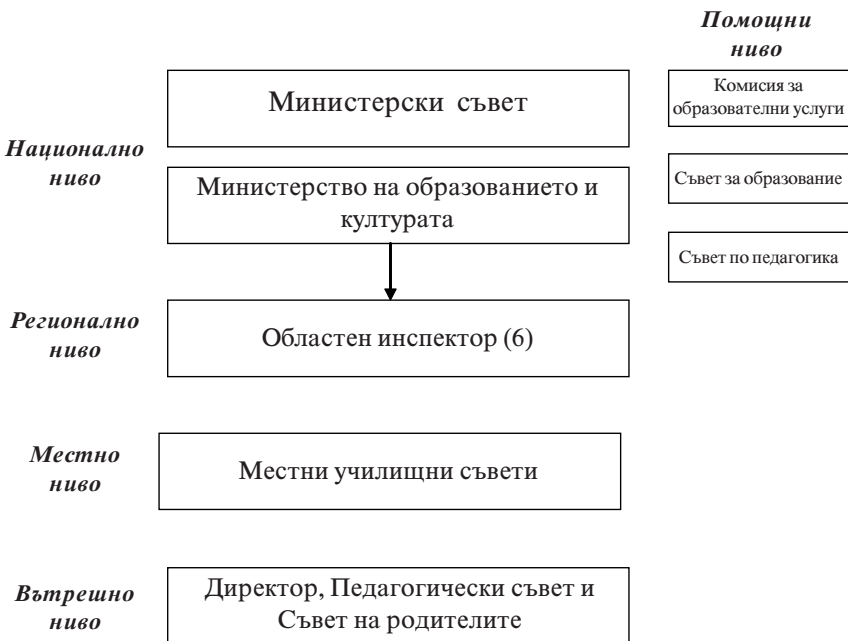 Помощни
ниво
Министерски съвет
Комисия за
образователни услуги
Национално
ниво
Министерство на образованието и
културата
Съвет за образование
Съвет по педагогика
Регионално
ниво
Областен инспектор (6)
Местно
ниво
Местни училищни съвети
Вътрешно
ниво
Директор, Педагогически съвет и
Съвет на родителите